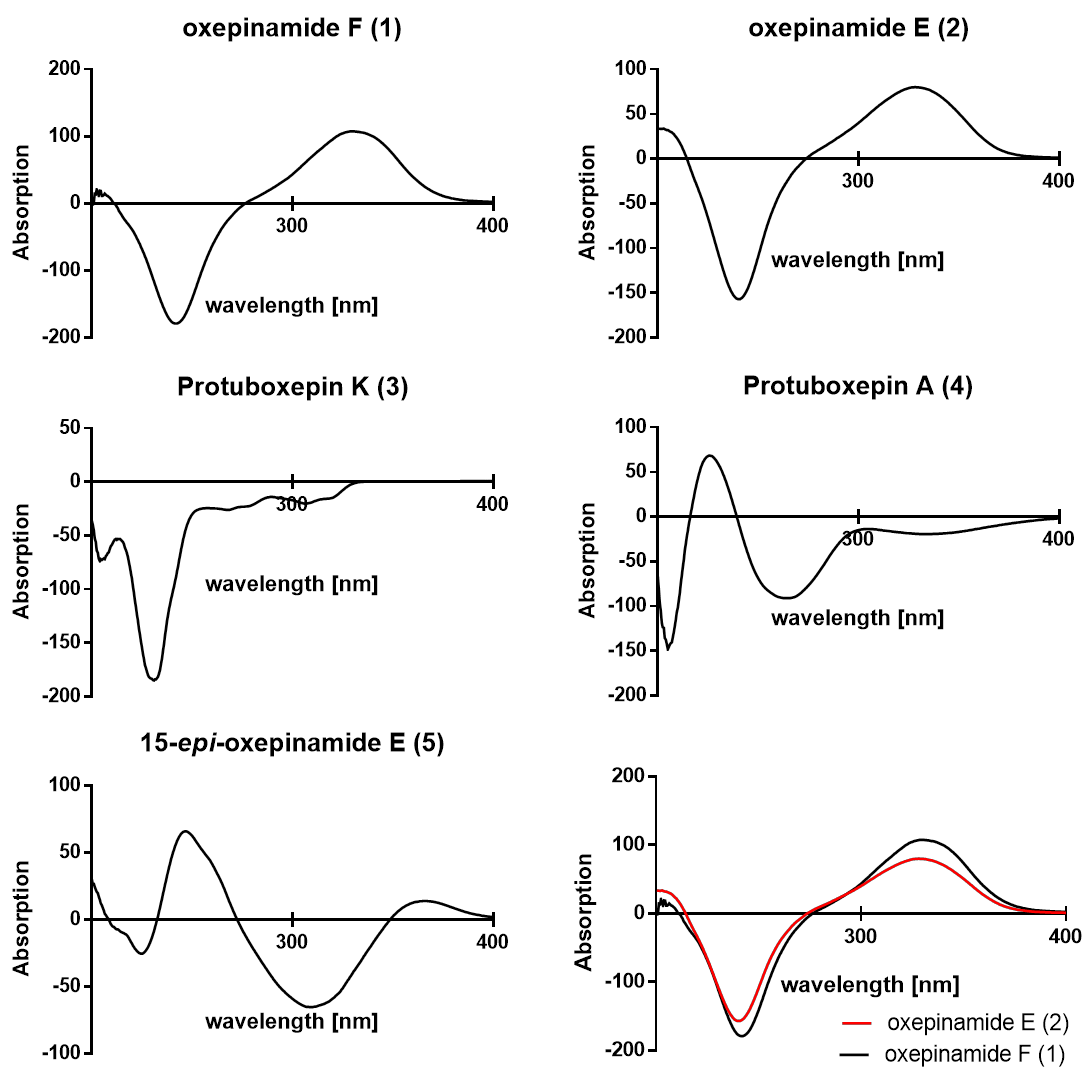 oxepinamide F (1)
200
100
0
-100
-200
Absorption
300
400
wavelength [nm]
oxepinamide E (2)
100
50
0
-50
-100
-150
-200
Absorption
300
400
wavelength [nm]
Protuboxepin K (3)
50
0
-50
-100
-150
-200
Absorption
300
400
wavelength [nm]
Protuboxepin A (4)
100
50
0
-50
-100
-150
-200
Absorption
300
400
wavelength [nm]
15-epi-oxepinamide E (5)
100
50
0
-50
-100
Absorption
300
400
wavelength [nm]
200
100
0
-100
-200
Absorption
300
400
wavelength [nm]
oxepinamide E (2)
oxepinamide F (1)